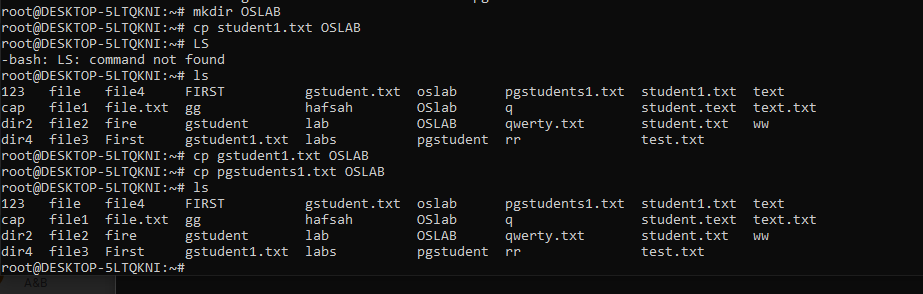 root@DESKTOP-5LTQKNI:~# mkdir OSLAB
root@DESKTOP-5LTQKNI:~# cp student1.txt OSLAB
root@DESKTOP-5LTQKNI:~# LS
-bash: LS: command not found
root@DESKTOP-5LTQKNI:~# ls
123   file   file4     FIRST         gstudent.txt  oslab      pgstudents1.txt  student1.txt  text
cap   file1  file.txt  gg            hafsah        OSlab      q                student.text  text.txt
dir2  file2  fire      gstudent      lab           OSLAB      qwerty.txt       student.txt   ww
dir4  file3  First     gstudent1.txt  labs          pgstudent  rr               test.txt
root@DESKTOP-5LTQKNI:~# cp gstudent1.txt OSLAB
root@DESKTOP-5LTQKNI:~# cp pgstudents1.txt OSLAB
root@DESKTOP-5LTQKNI:~# ls
123   file   file4     FIRST         gstudent.txt  oslab      pgstudents1.txt  student1.txt  text
cap   file1  file.txt  gg            hafsah        OSlab      q                student.text  text.txt
dir2  file2  fire      gstudent      lab           OSLAB      qwerty.txt       student.txt   ww
dir4  file3  First     gstudent1.txt  labs          pgstudent  rr               test.txt
root@DESKTOP-5LTQKNI:~#
A&B